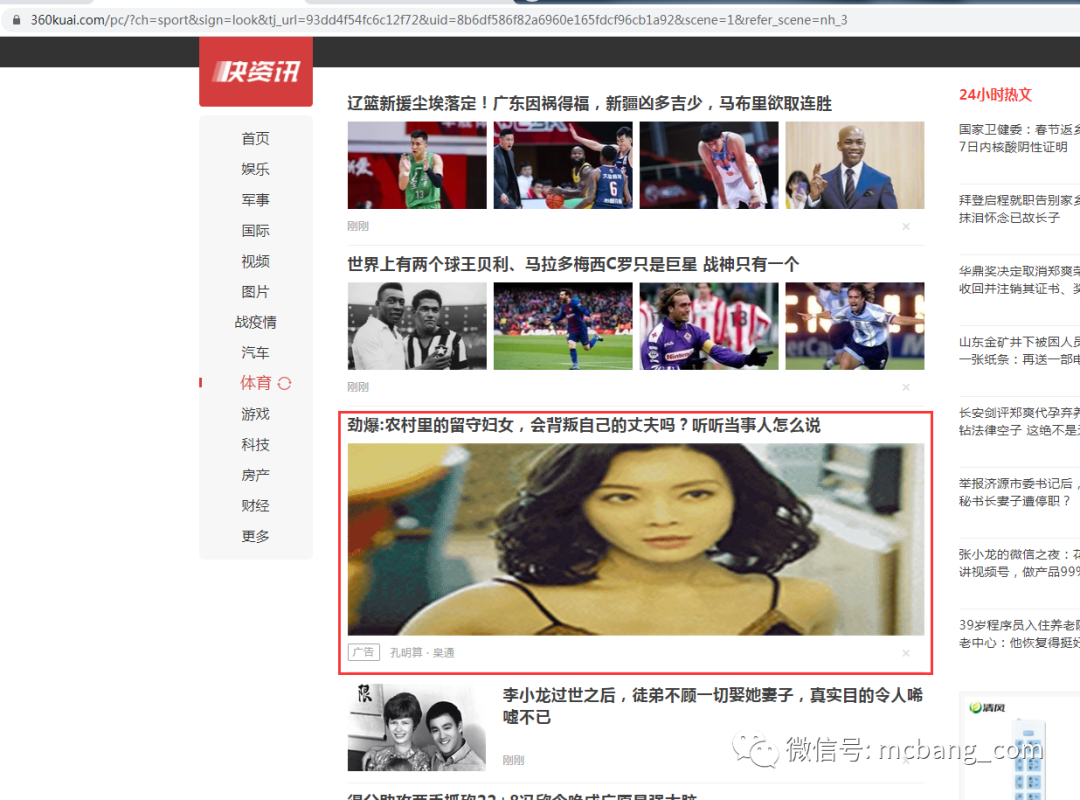 360kuai.com/pc/?ch=sport&sign=look&tj_url=93dd4f54fc6c12f72&uid=8b6df586f82a6960e165fdcf96cb1a92&scene=1&refer_scene=nh_3
快资讯
首页
娱乐
军事
国际
视频
图片
战疫情
汽车
体育
游戏
科技
房产
财经
更多
辽篮新援尘埃落定！广东因祸得福，新疆凶多吉少，马布里欲取连胜
刚刚
世界上有两个球王贝利、马拉多梅西C罗只是巨星 战神只有一个
刚刚
劲爆:农村里的留守妇女，会背叛自己的丈夫吗？听听当事人怎么说
广告 孔明算·枭通
李小龙过世之后，徒弟不顾一切娶她妻子，真实目的令人唏
嘘不已
刚刚
24小时热文
国家卫健委：春节返乡
7日内核酸阴性证明
拜登启程就职告别家乡
抹泪怀念已故长子
华鼎奖决定取消郑爽荣
收回并注销其证书、奖
山东金矿井下被困人员
一张纸条：再送一部电
长安剑评郑爽代孕弃养
钻法律空子 这绝不是无
举报济源市委书记后，
秘书长妻子遭停职？
张小龙的微信之夜：花
讲视频号，做产品99%
39岁程序员入住养老院
老中心：他恢复得挺好
清风
微信号: mcbang_com